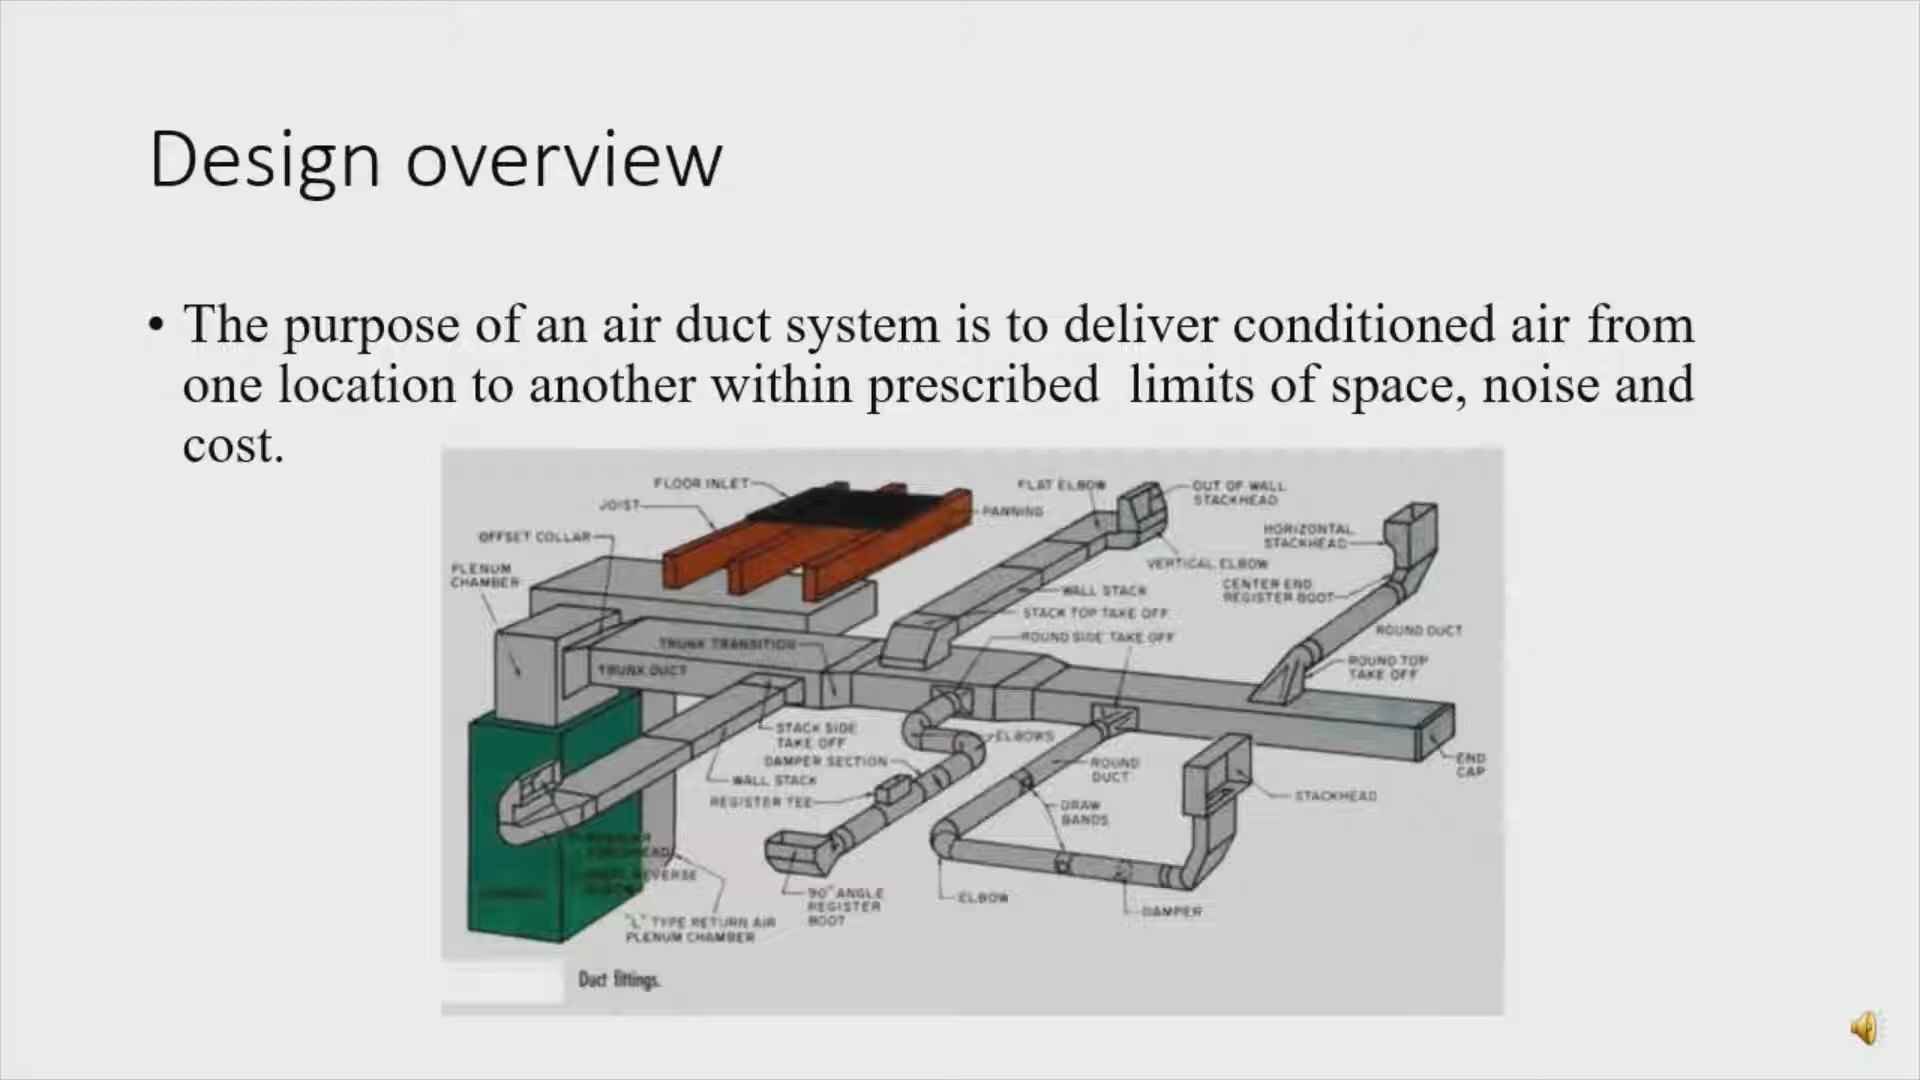 Design overview
• The purpose of an air duct system is to deliver conditioned air from
one location to another within prescribed  limits of space, noise and
cost.
FLOOR INLET
JOIST
OFFSET COLLAR
PLENUM
CHAMBER
FLAT ELBOW
OUT OF WALL
STACKHEAD
PANNING
HORIZONTAL
STACKHEAD
VERTICAL ELBOW
CENTER END
REGISTER BOOT
WALL STACK
STACK TOP TAKE OFF
ROUND SIDE TAKE OFF
ROUND DUCT
TRUNK TRANSITION
TRUNK DUCT
ROUND TOP
TAKE OFF
STACK SIDE
TAKE OFF
ELBOWS
DAMPER SECTION
WALL STACK
ROUND
DUCT
END
CAP
REGISTER TEE
DRAW
BANDS
STACKHEAD
REVERSE
90° ANGLE
REGISTER
BOOT
ELBOW
DAMPER
"L" TYPE RETURN AIR
PLENUM CHAMBER
Duct fittings.